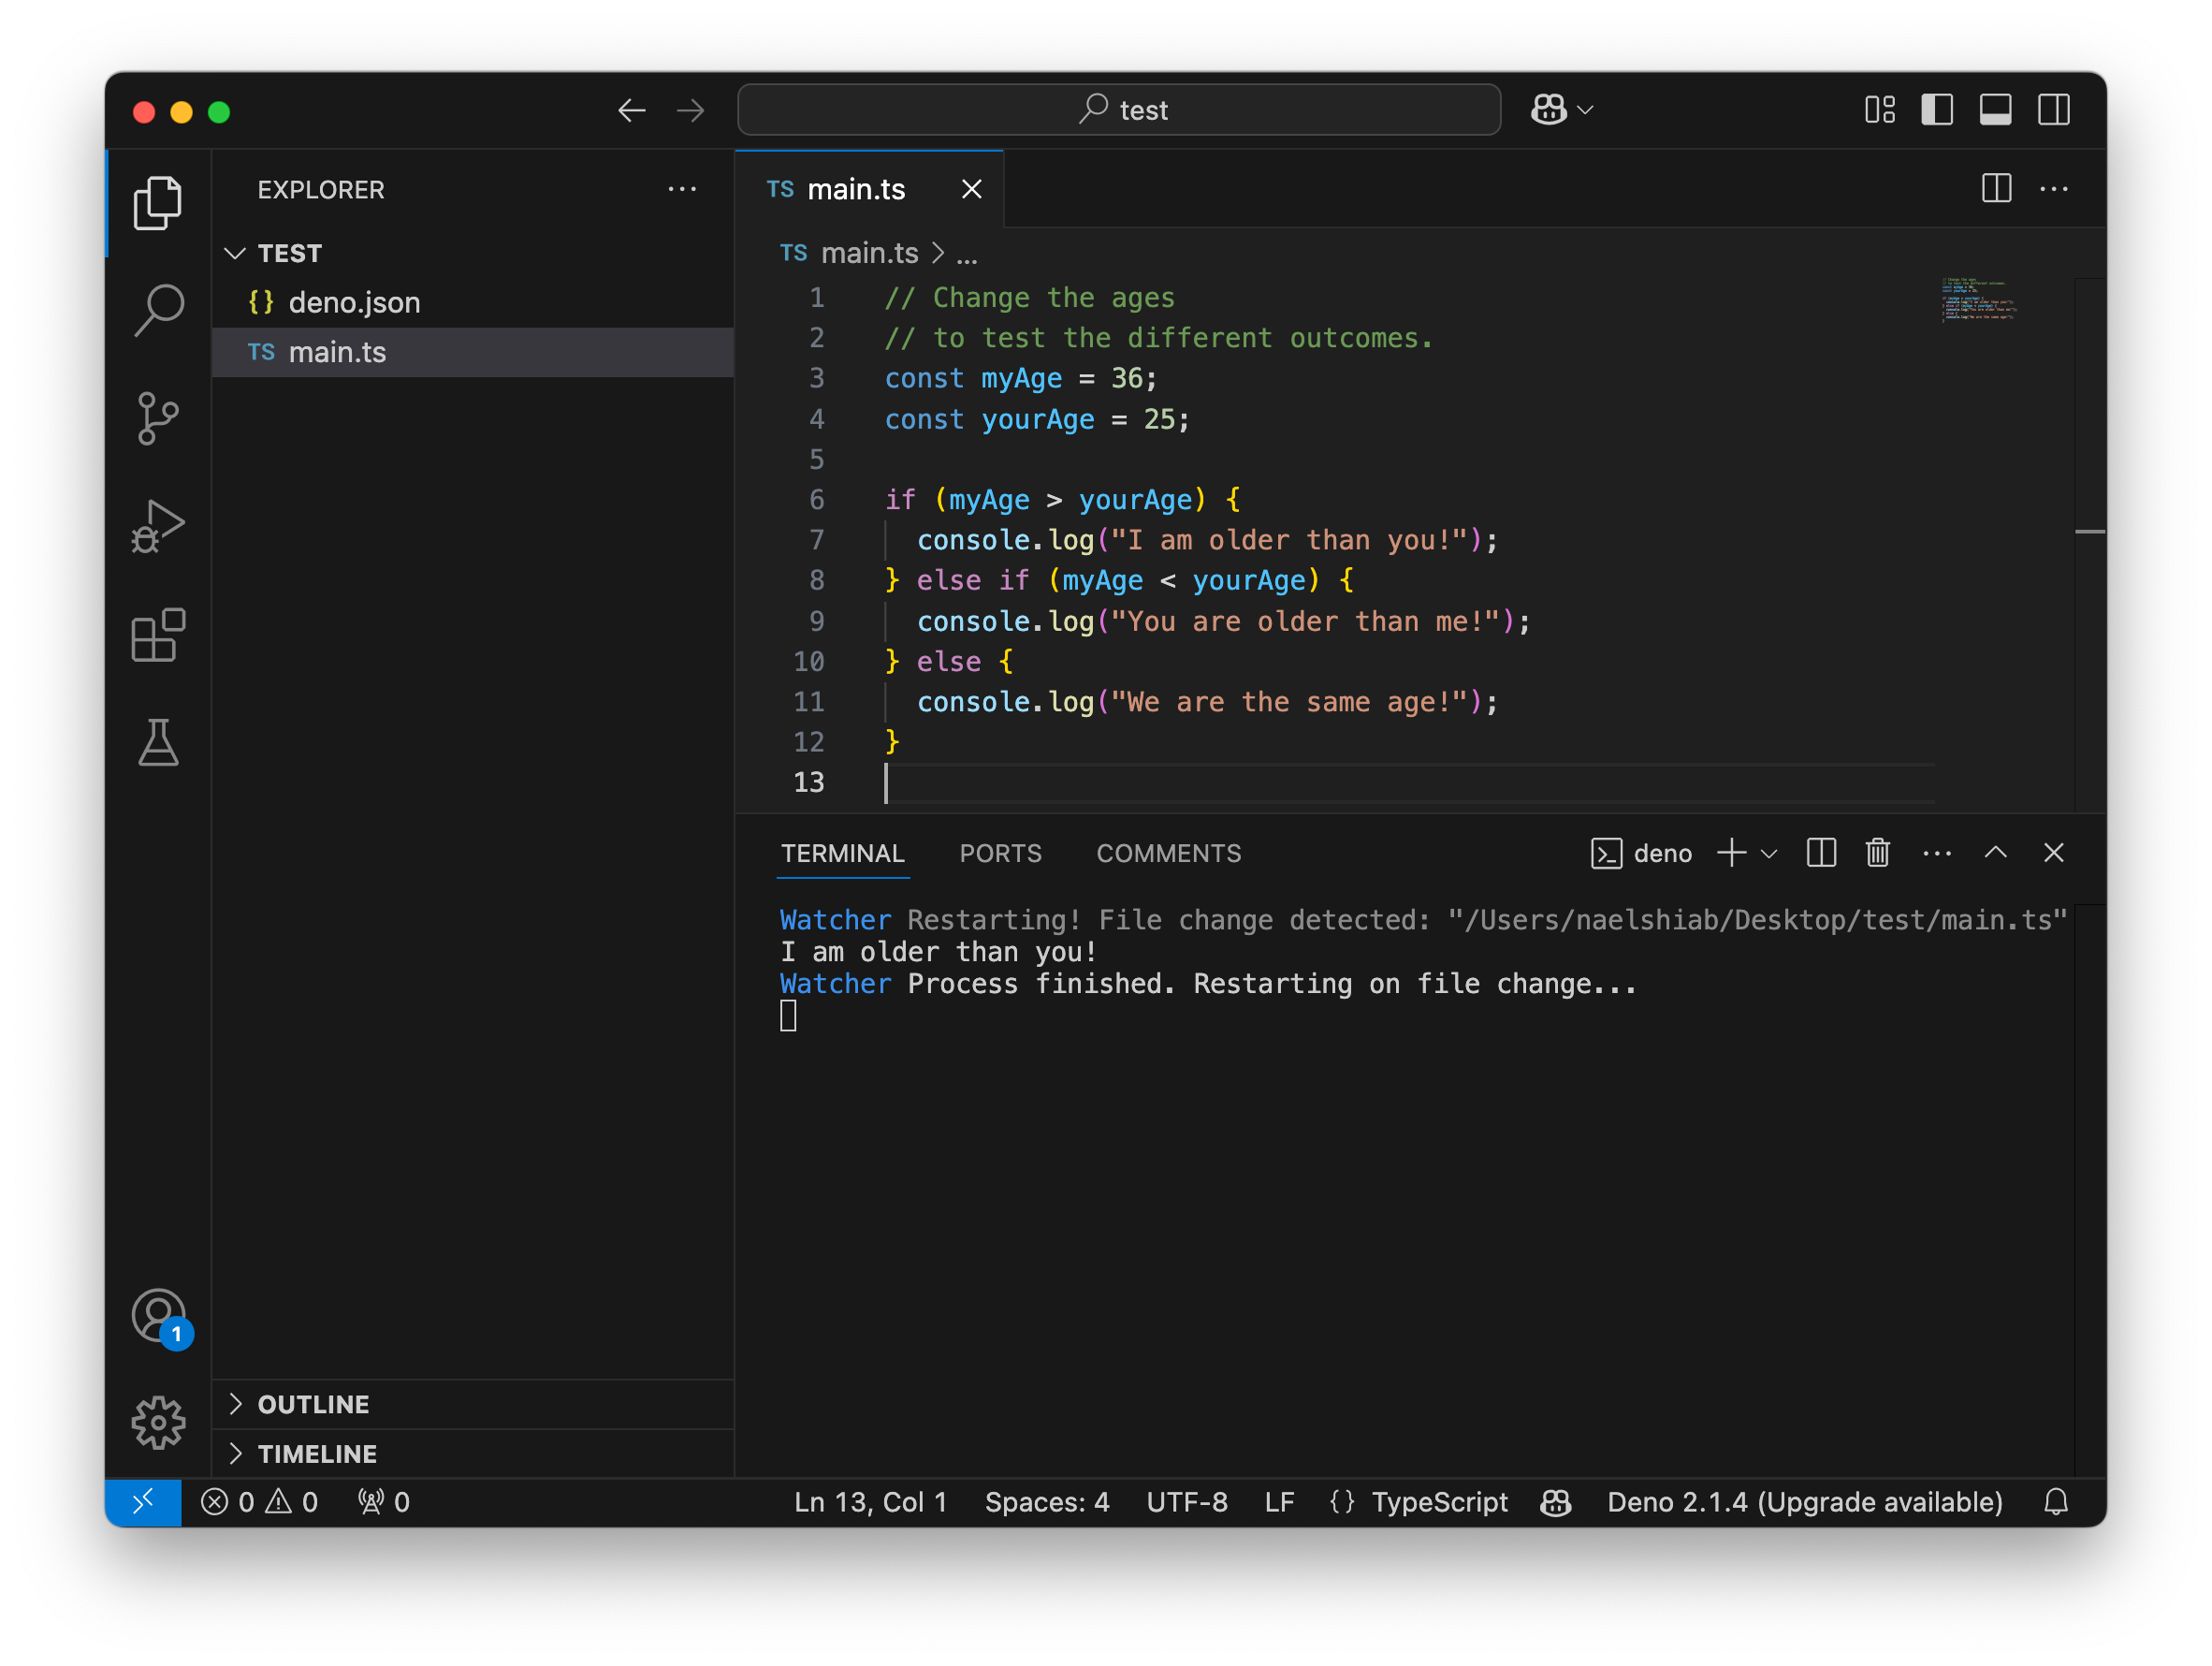 test
EXPLORER
TEST
{} deno.json
TS main.ts
OUTLINE
TIMELINE
TS main.ts
TS main.ts > ...
1 // Change the ages
2 // to test the different outcomes.
3 const myAge = 36;
4 const yourAge = 25;
5
6 if (myAge > yourAge) {
7   console.log("I am older than you!");
8 } else if (myAge < yourAge) {
9   console.log("You are older than me!");
10 } else {
11   console.log("We are the same age!");
12 }
13
TERMINAL PORTS COMMENTS deno
Watcher Restarting! File change detected: "/Users/naelshiab/Desktop/test/main.ts"
I am older than you!
Watcher Process finished. Restarting on file change...
1
0 0 0 Ln 13, Col 1 Spaces: 4 UTF-8 LF {} TypeScript Deno 2.1.4 (Upgrade available)